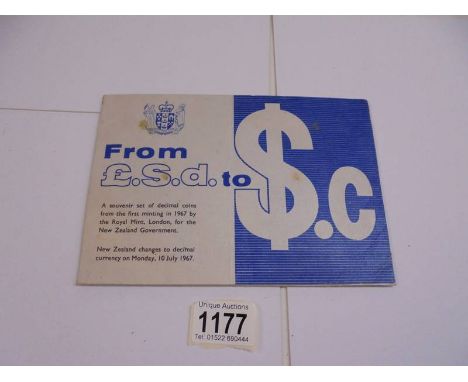 From
£.s.d. to
$.c
A souvenir set of decimal coins
from the first minting in 1967 by
the Royal Mint, London, for the
New Zealand Government.
New Zealand changes to decimal
currency on Monday, 10 July 1967.
Unique Auctions
1177
Tel: 01522 690444